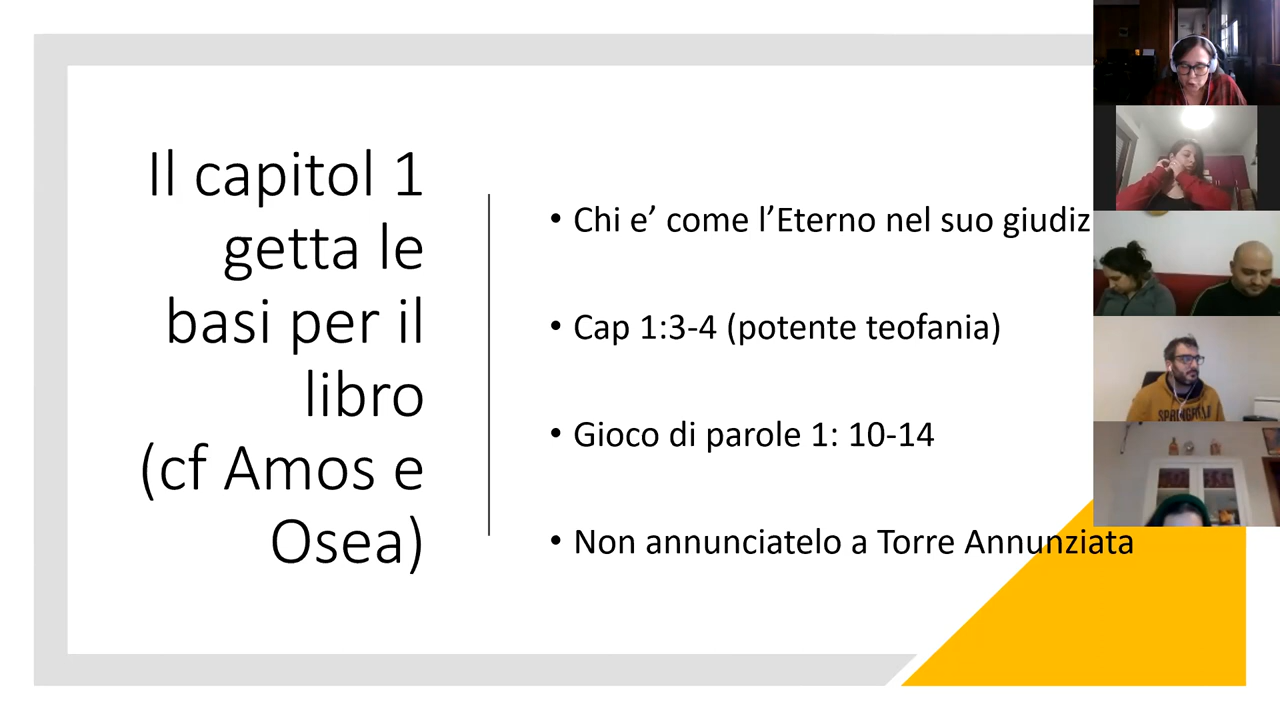 Il capitol 1
getta le
basi per il
libro
(cf Amos e
Osea)
• Chi e’ come l’Eterno nel suo giudiz
• Cap 1:3-4 (potente teofania)
• Gioco di parole 1: 10-14
• Non annunciatelo a Torre Annunziata